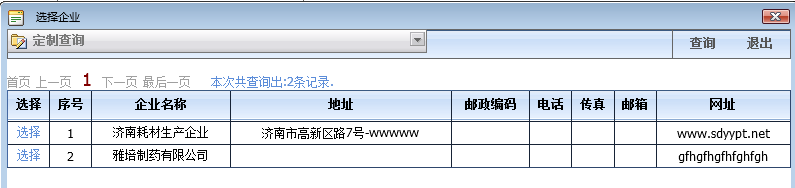 选择企业
定制查询 查询 退出
首页 上一页 1 下一页 最后一页 本次共查询出:2条记录.
选择 序号 企业名称 地址 邮政编码 电话 传真 邮箱 网址
选择 1 济南耗材生产企业 济南市高新区路7号-wwwww www.sdyypt.net
选择 2 雅培制药有限公司 gfhgfhgfhfghfgh